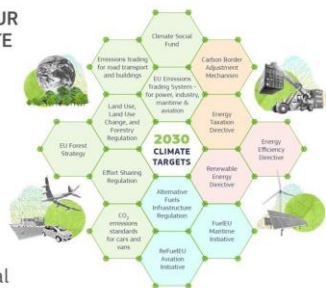 UR
TE
Climate Social
Fund
Emissions trading
for road transport
and buildings
Carbon Border
Adjustment
Mechanism
EU Emissions
Trading System -
for power, industry,
maritime &
aviation
Land Use,
Land Use
Change, and
Forestry
Regulation
Energy
Taxation
Directive
2030
CLIMATE
TARGETS
EU Forest
Strategy
Energy
Efficiency
Directive
Effort Sharing
Regulation
Renewable
Energy
Directive
Alternative
Fuels
Infrastructure
Regulation
CO₂
emissions
standards
for cars and
vans
FuelEU
Maritime
Initiative
ReFuelEU
Aviation
Initiative
al